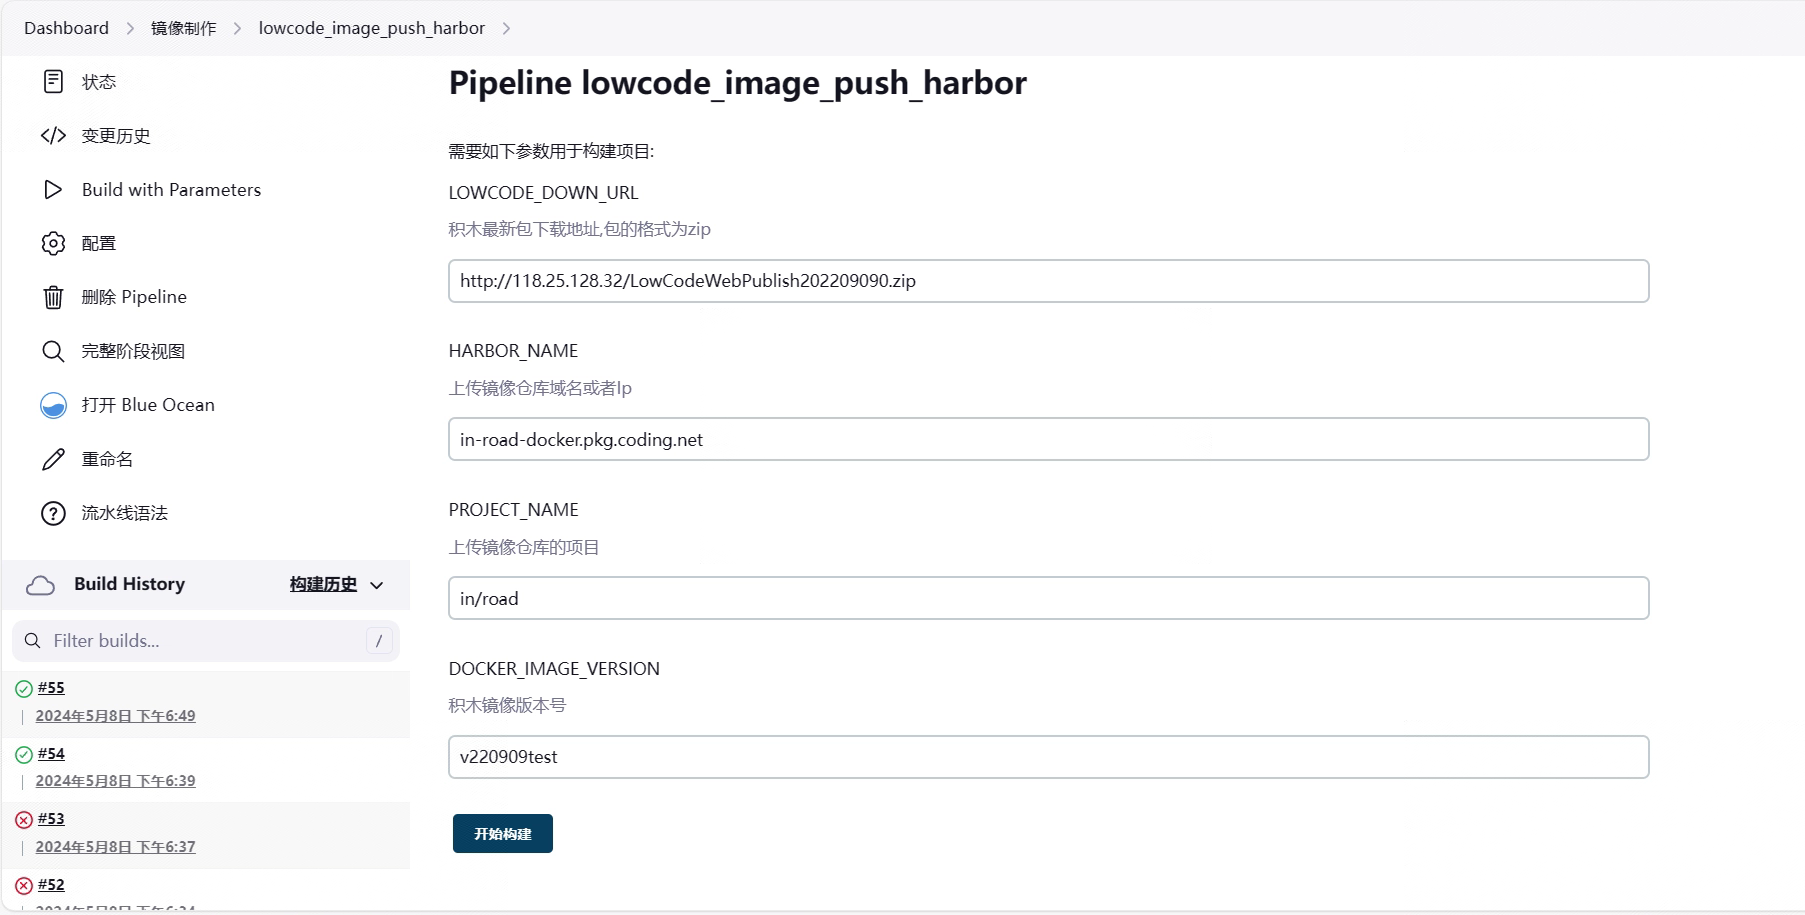 Dashboard
镜像制作
lowcode_image_push_harbor
状态
变更历史
Build with Parameters
配置
删除 Pipeline
完整阶段视图
打开 Blue Ocean
重命名
流水线语法
Build History
构建历史
Filter builds...
/
#55
2024年5月8日 下午6:49
#54
2024年5月8日 下午6:39
#53
2024年5月8日 下午6:37
#52
Pipeline lowcode_image_push_harbor
需要如下参数用于构建项目:
LOWCODE_DOWN_URL
积木最新包下载地址,包的格式为zip
http://118.25.128.32/LowCodeWebPublish202209090.zip
HARBOR_NAME
上传镜像仓库域名或者Ip
in-road-docker.pkg.coding.net
PROJECT_NAME
上传镜像仓库的项目
in/road
DOCKER_IMAGE_VERSION
积木镜像版本号
v220909test
开始构建